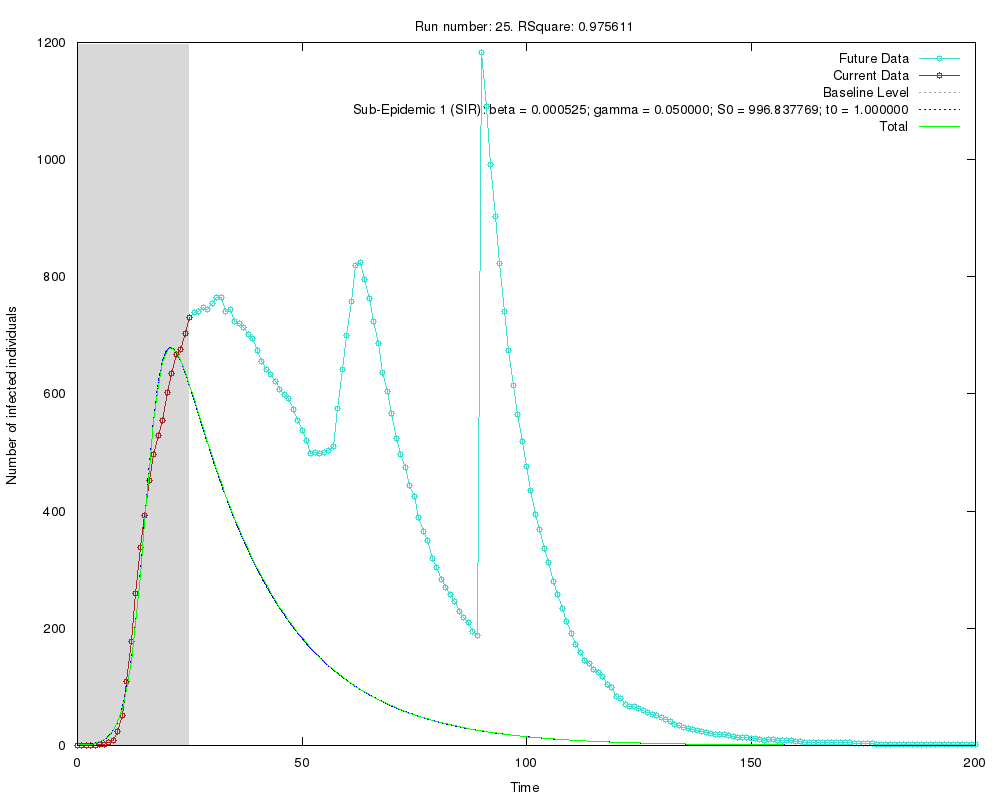 Run number: 25. RSquare: 0.975611
1200
1000
800
600
400
200
0
0
50
100
150
200
Number of infected individuals
Time
Future Data
Current Data
Baseline Level
Sub-Epidemic 1 (SIR): beta = 0.000525; gamma = 0.050000; S0 = 996.837769; t0 = 1.000000
Total